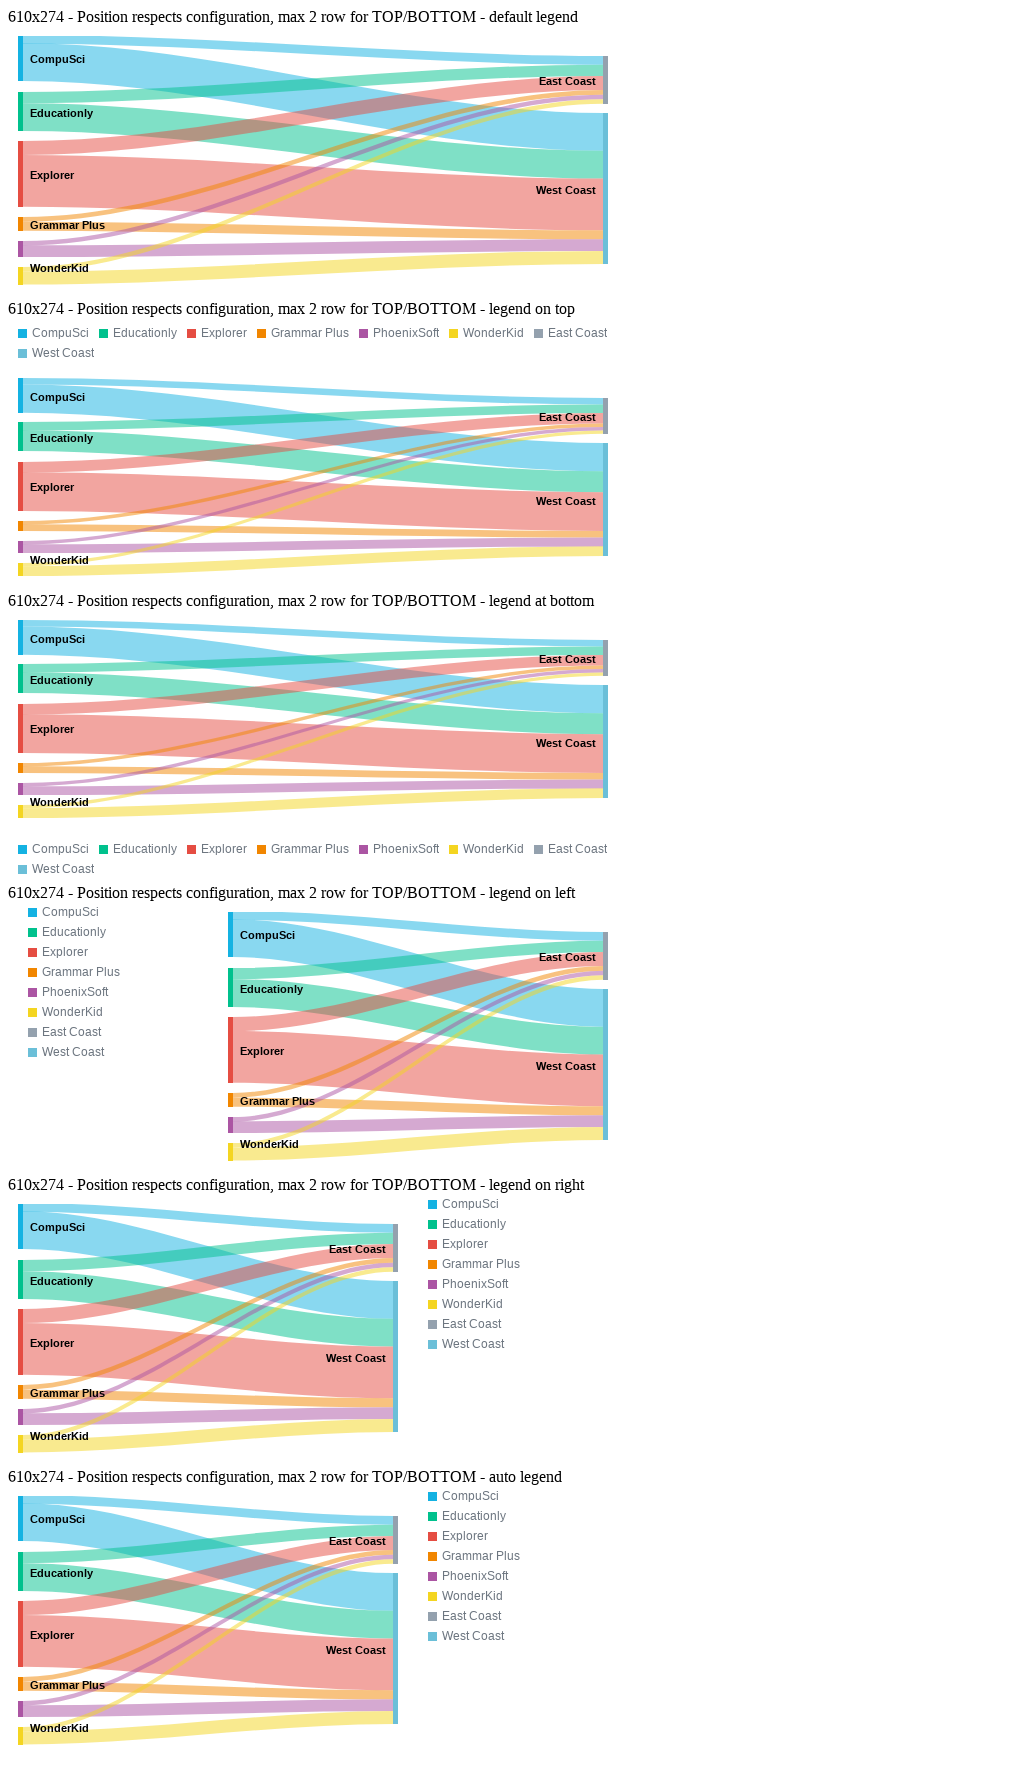 610x274 - Position respects configuration, max 2 row for TOP/BOTTOM - default legend
CompuSci
East Coast
Educationly
Explorer
West Coast
Grammar Plus
WonderKid
610x274 - Position respects configuration, max 2 row for TOP/BOTTOM - legend on top
CompuSci Educationly Explorer Grammar Plus PhoenixSoft WonderKid East Coast
West Coast
CompuSci
East Coast
Educationly
Explorer
West Coast
WonderKid
610x274 - Position respects configuration, max 2 row for TOP/BOTTOM - legend at bottom
CompuSci
East Coast
Educationly
Explorer
West Coast
WonderKid
CompuSci Educationly Explorer Grammar Plus PhoenixSoft WonderKid East Coast
West Coast
610x274 - Position respects configuration, max 2 row for TOP/BOTTOM - legend on left
CompuSci
Educationly
Explorer
Grammar Plus
PhoenixSoft
WonderKid
East Coast
West Coast
CompuSci
East Coast
Educationly
Explorer
West Coast
Grammar Plus
WonderKid
610x274 - Position respects configuration, max 2 row for TOP/BOTTOM - legend on right
CompuSci
East Coast
Educationly
Explorer
West Coast
Grammar Plus
WonderKid
CompuSci
Educationly
Explorer
Grammar Plus
PhoenixSoft
WonderKid
East Coast
West Coast
610x274 - Position respects configuration, max 2 row for TOP/BOTTOM - auto legend
CompuSci
East Coast
Educationly
Explorer
West Coast
Grammar Plus
WonderKid
CompuSci
Educationly
Explorer
Grammar Plus
PhoenixSoft
WonderKid
East Coast
West Coast